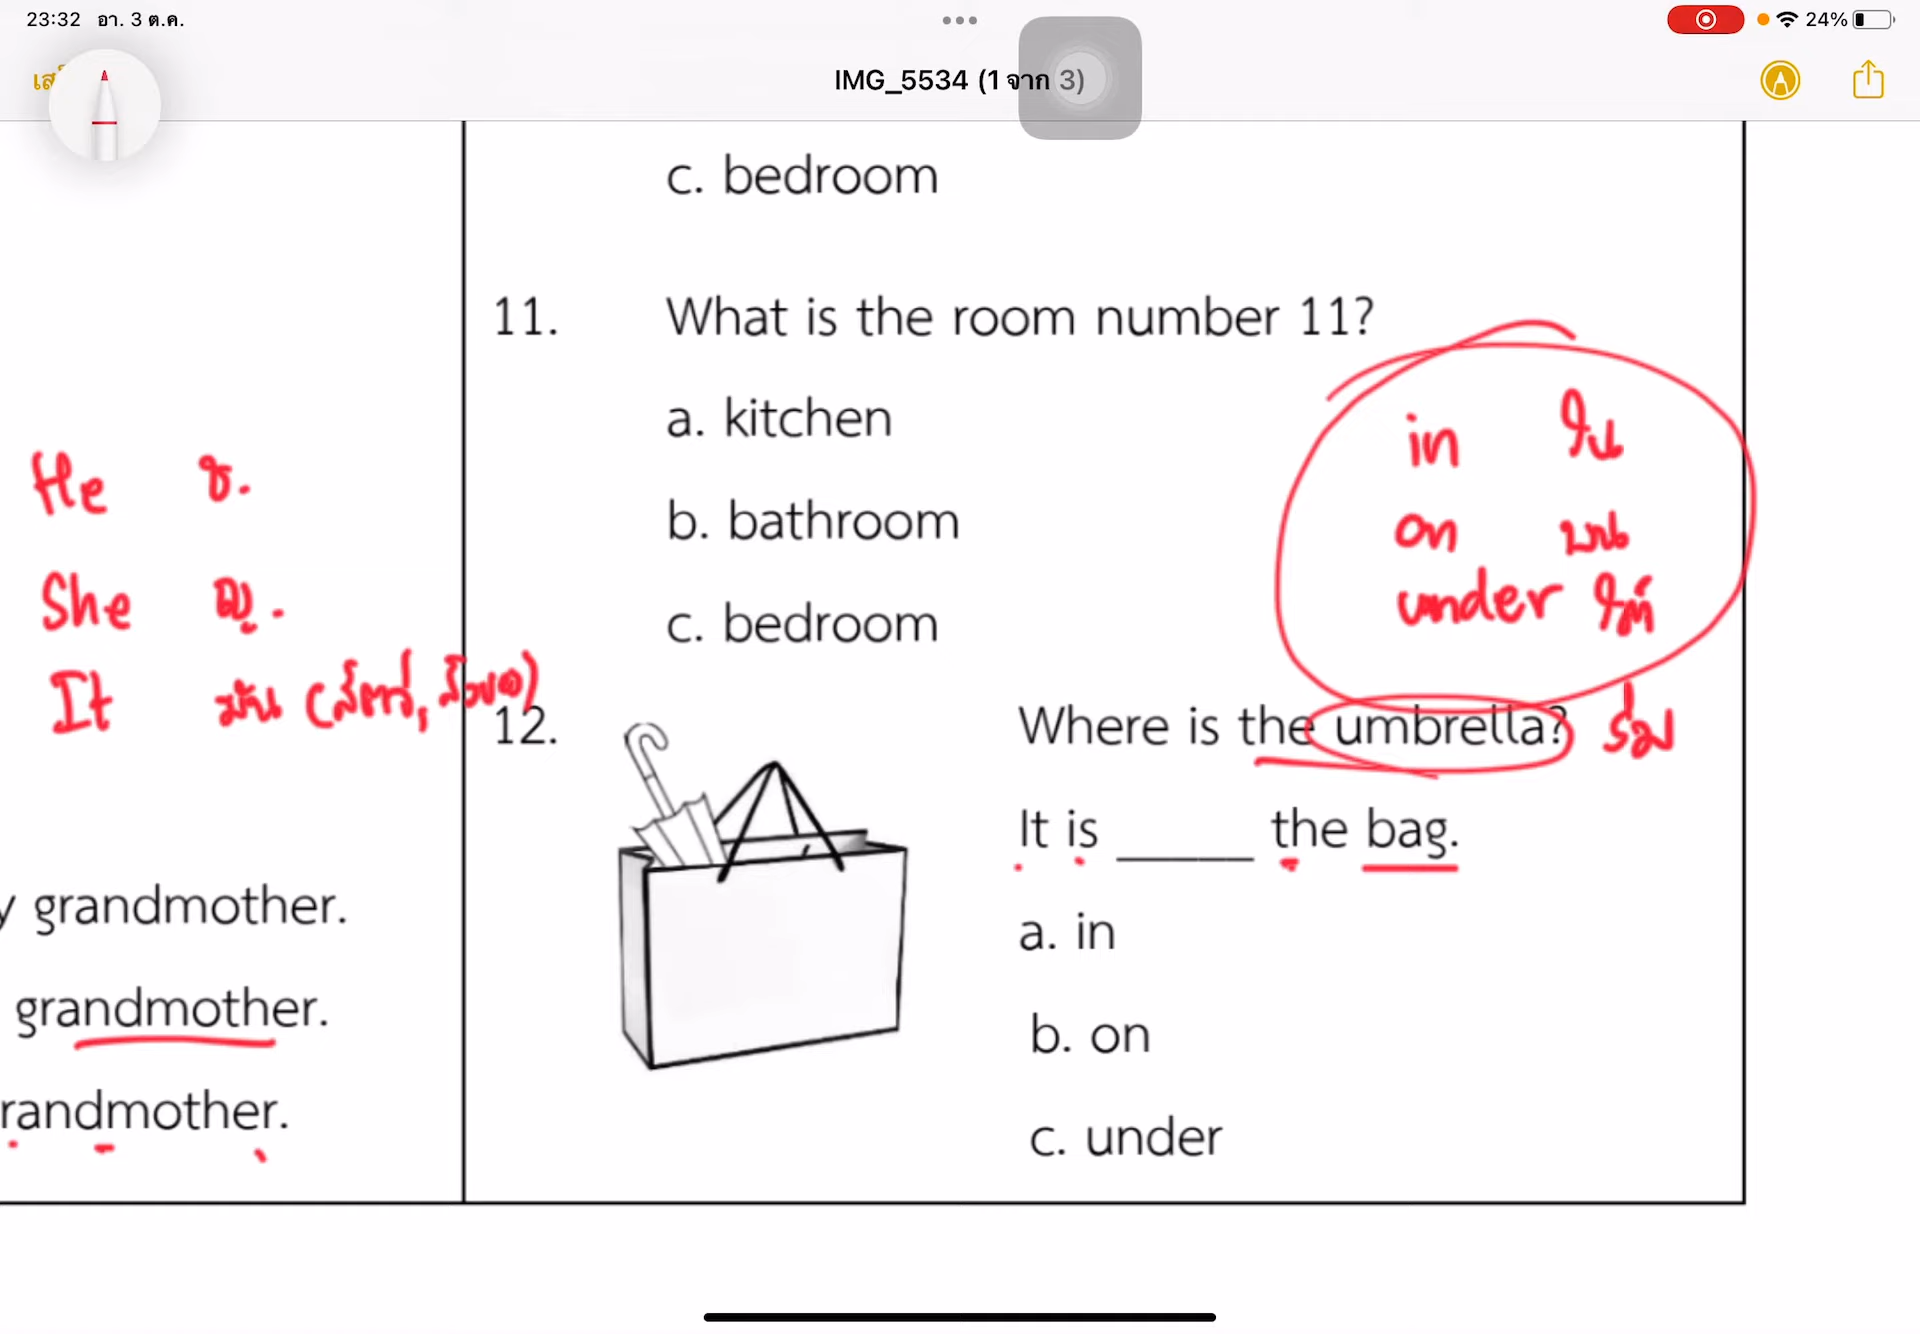 23:32 อา. 3 ต.ค.
24%
IMG_5534 (1 จาก 3)
c. bedroom
11. What is the room number 11?
a. kitchen
b. bathroom
c. bedroom
in ใน
on บน
under ใต้
He ช.
She ญ.
It มัน (สัตว์, สิ่งของ)
12. Where is the umbrella? ร่ม
It is ______ the bag.
a. in
b. on
c. under
y grandmother.
grandmother.
randmother.